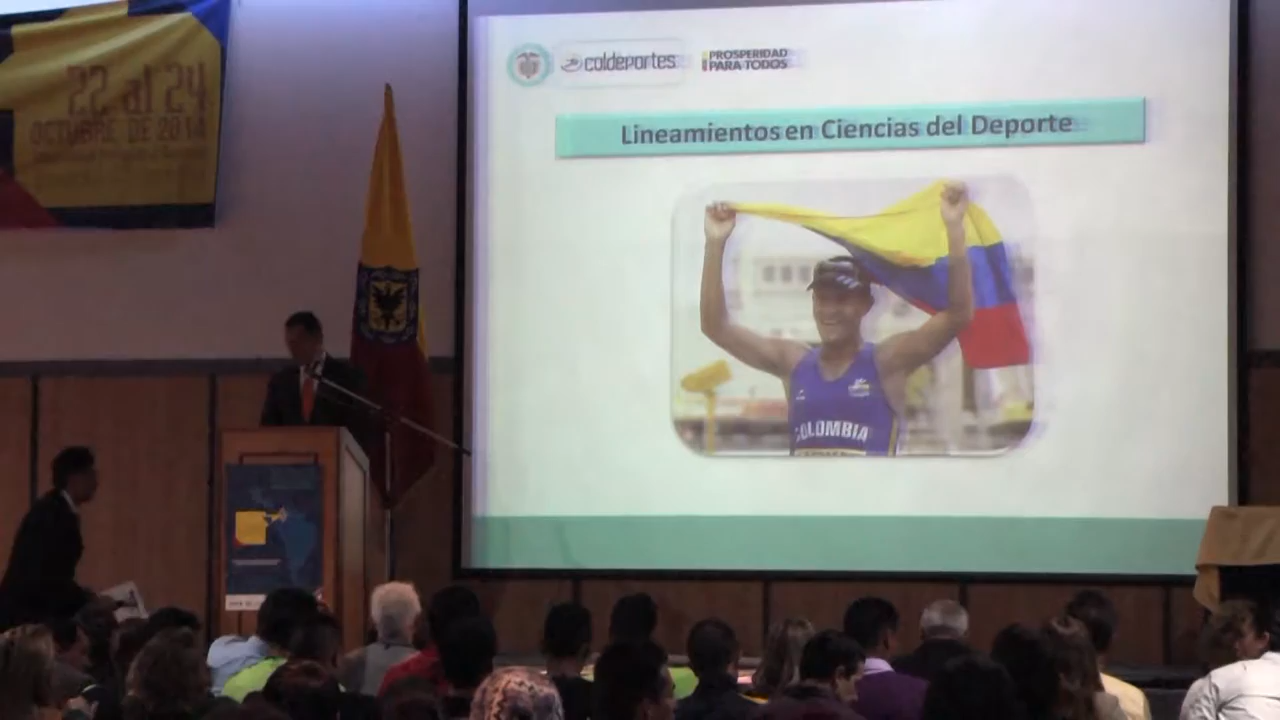 22 al 24
OCTUBRE DE 2014
coldeportes
PROSPERIDAD
PARA TODOS
Lineamientos en Ciencias del Deporte
COLOMBIA